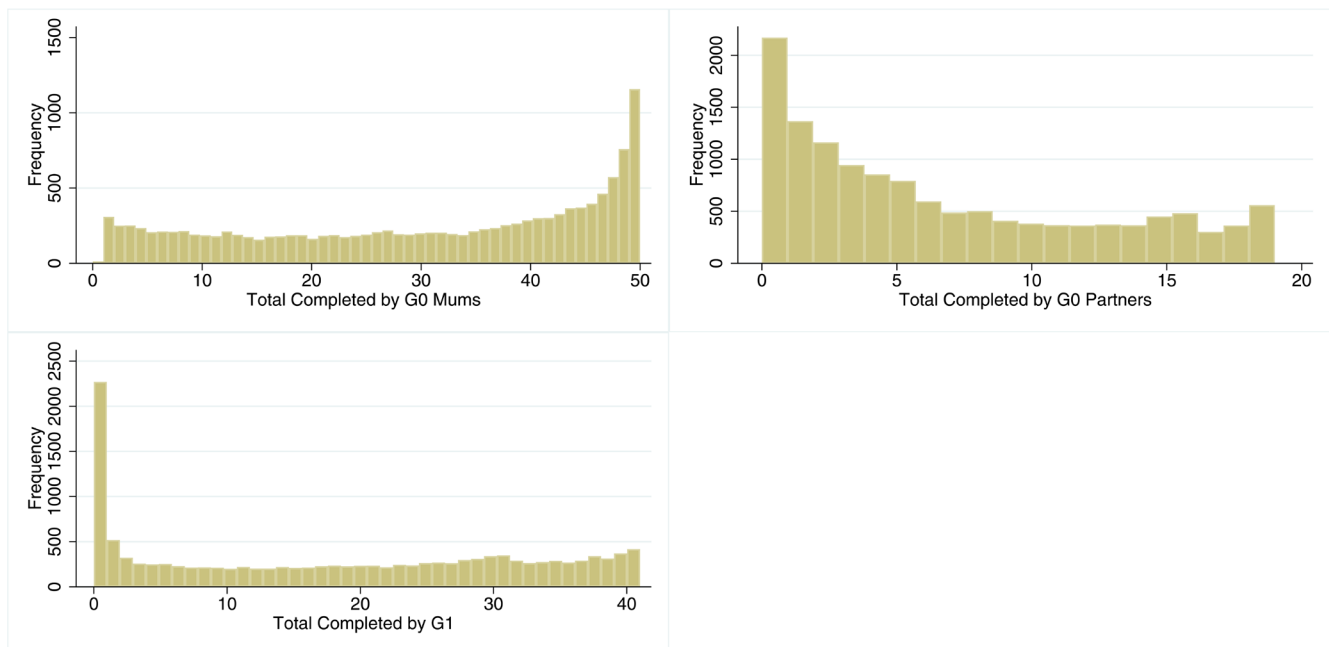 Frequency
0 500 1000 1500
0 10 20 30 40 50
Total Completed by G0 Mums
Frequency
0 500 1000 1500 2000
0 5 10 15 20
Total Completed by G0 Partners
Frequency
0 500 1000 1500 2000 2500
0 10 20 30 40
Total Completed by G1